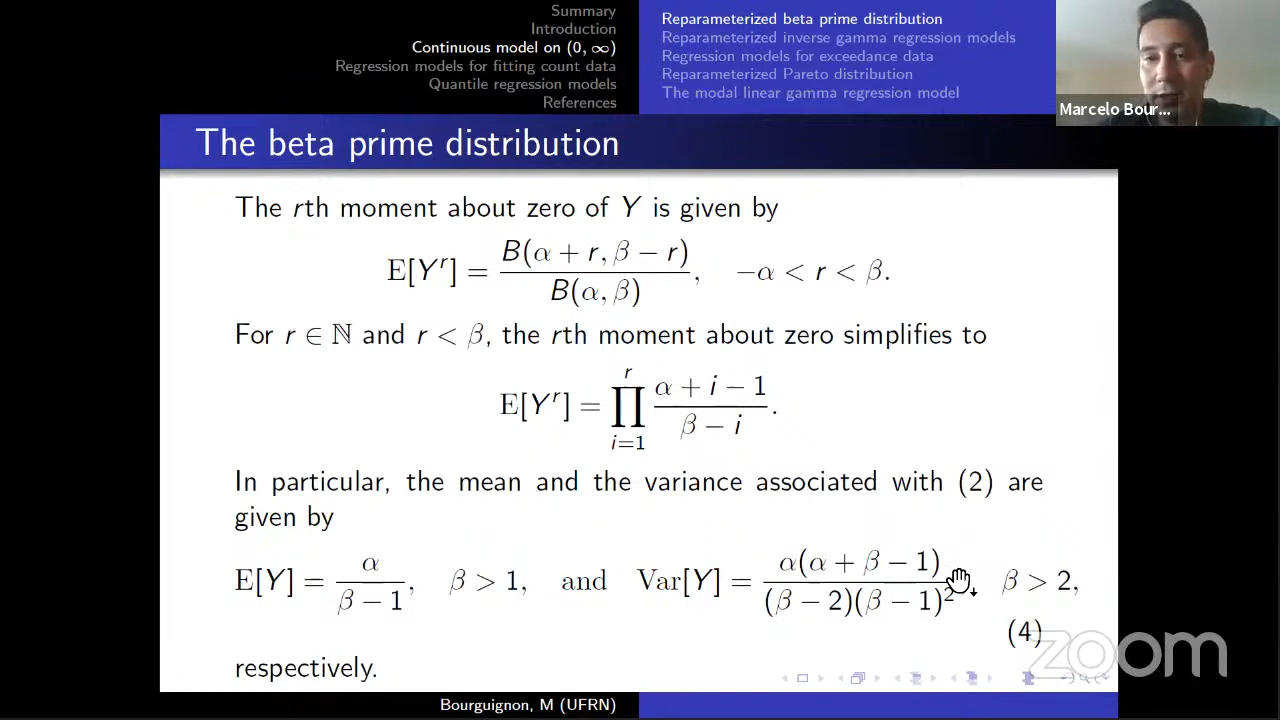 Summary
Introduction
Continuous model on (0, ∞)
Regression models for fitting count data
Quantile regression models
References
Reparameterized beta prime distribution
Reparameterized inverse gamma regression models
Regression models for exceedance data
Reparameterized Pareto distribution
The modal linear gamma regression model
Marcelo Bour...
The beta prime distribution
The rth moment about zero of Y is given by
E[Y^r] = B(α + r, β − r) / B(α, β), −α < r < β.
For r ∈ ℕ and r < β, the rth moment about zero simplifies to
E[Y^r] = ∏_{i=1}^{r} (α + i − 1) / (β − i).
In particular, the mean and the variance associated with (2) are
given by
E[Y] = α / (β − 1), β > 1, and Var[Y] = α(α + β − 1) / (β − 2)(β − 1)², β > 2,
(4)
respectively.
zoom
Bourguignon, M (UFRN)